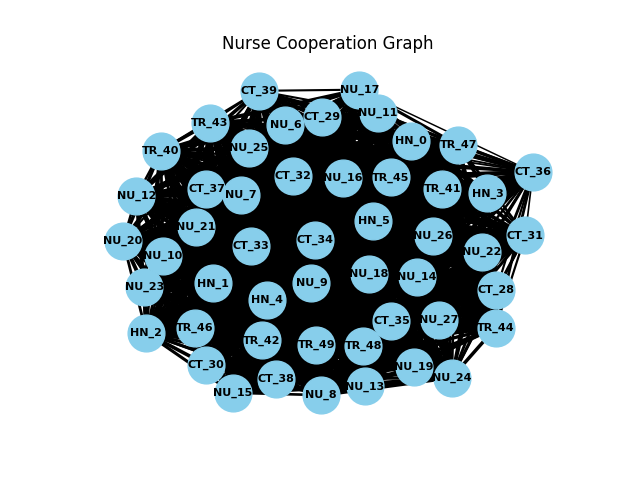 Nurse Cooperation Graph
CT_39
NU_17
NU_11
CT_29
TR_43
NU_6
HN_0
TR_47
NU_25
TR_40
CT_36
CT_32
NU_16
TR_45
CT_37
TR_41
HN_3
NU_12
NU_7
HN_5
NU_21
NU_26
CT_31
NU_20
CT_34
CT_33
NU_22
NU_10
NU_18
NU_14
HN_1
NU_9
NU_23
CT_28
HN_4
CT_35
NU_27
TR_46
TR_44
HN_2
TR_42
TR_49
TR_48
CT_30
NU_19
CT_38
NU_24
NU_13
NU_15
NU_8